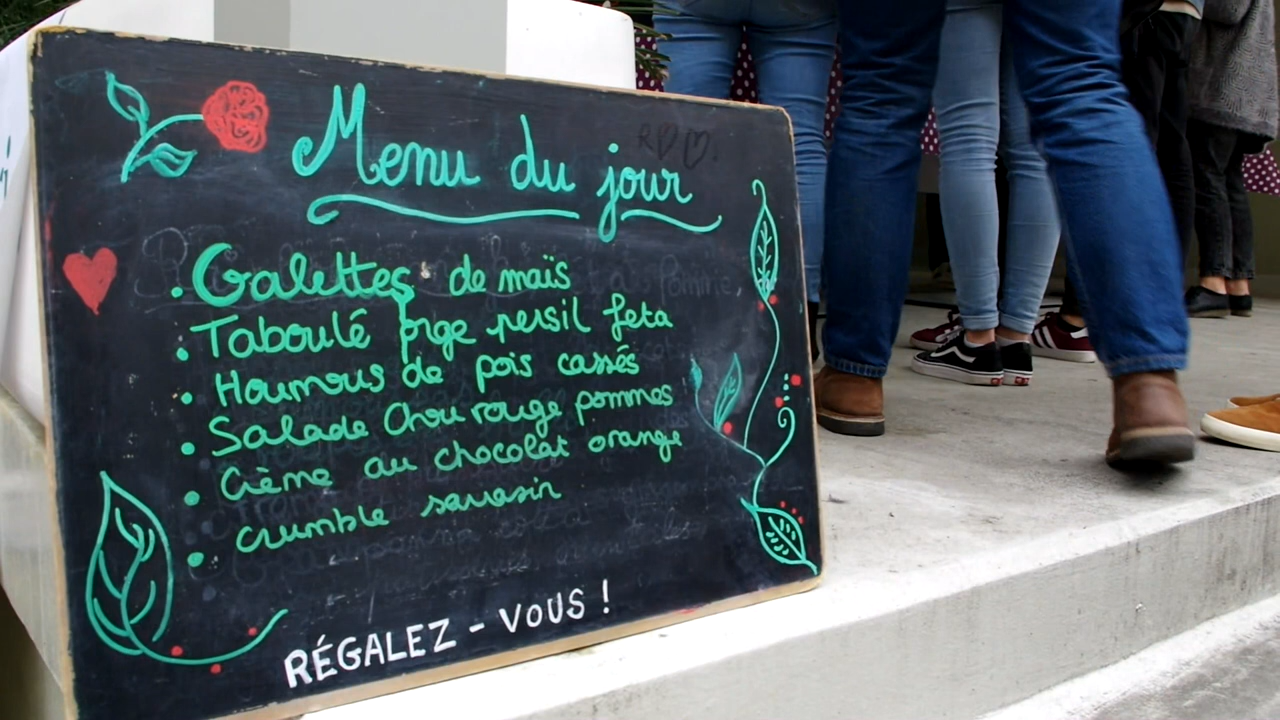 Menu du jour
. Galettes de maïs
. Taboulé orge persil feta
. Houmous de pois cassés
. Salade Chou rouge pommes
. Crème au chocolat orange
. crumble sarrasin
RÉGALEZ - VOUS !